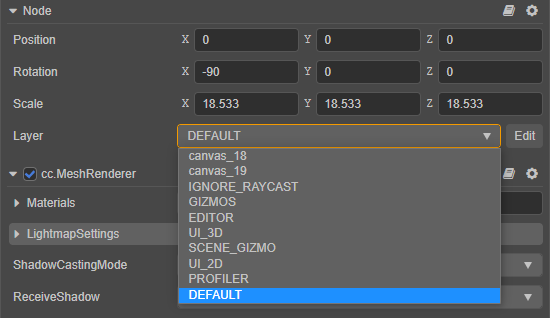 Node
Position X 0 Y 0 Z 0
Rotation X -90 Y 0 Z 0
Scale X 18.533 Y 18.533 Z 18.533
Layer DEFAULT Edit
canvas_18
canvas_19
IGNORE_RAYCAST
GIZMOS
EDITOR
UI_3D
SCENE_GIZMO
UI_2D
PROFILER
DEFAULT
cc.MeshRenderer
Materials
LightmapSettings
ShadowCastingMode
ReceiveShadow